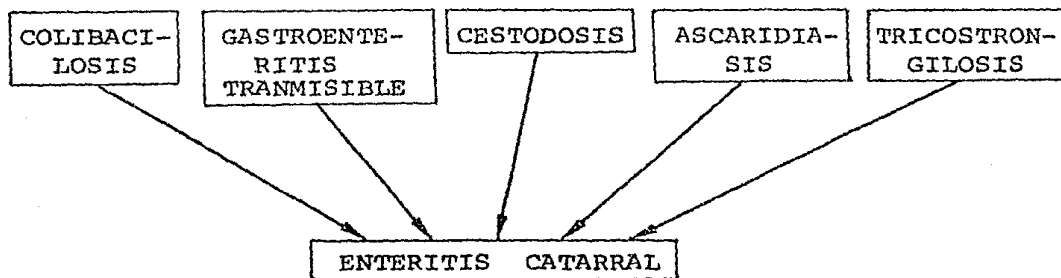 COLIBACI-
LOSIS
GASTROENTE-
RITIS
TRANMISIBLE
CESTODOSIS
ASCARIDIA-
SIS
TRICOSTRON-
GILOSIS
ENTERITIS CATARRAL